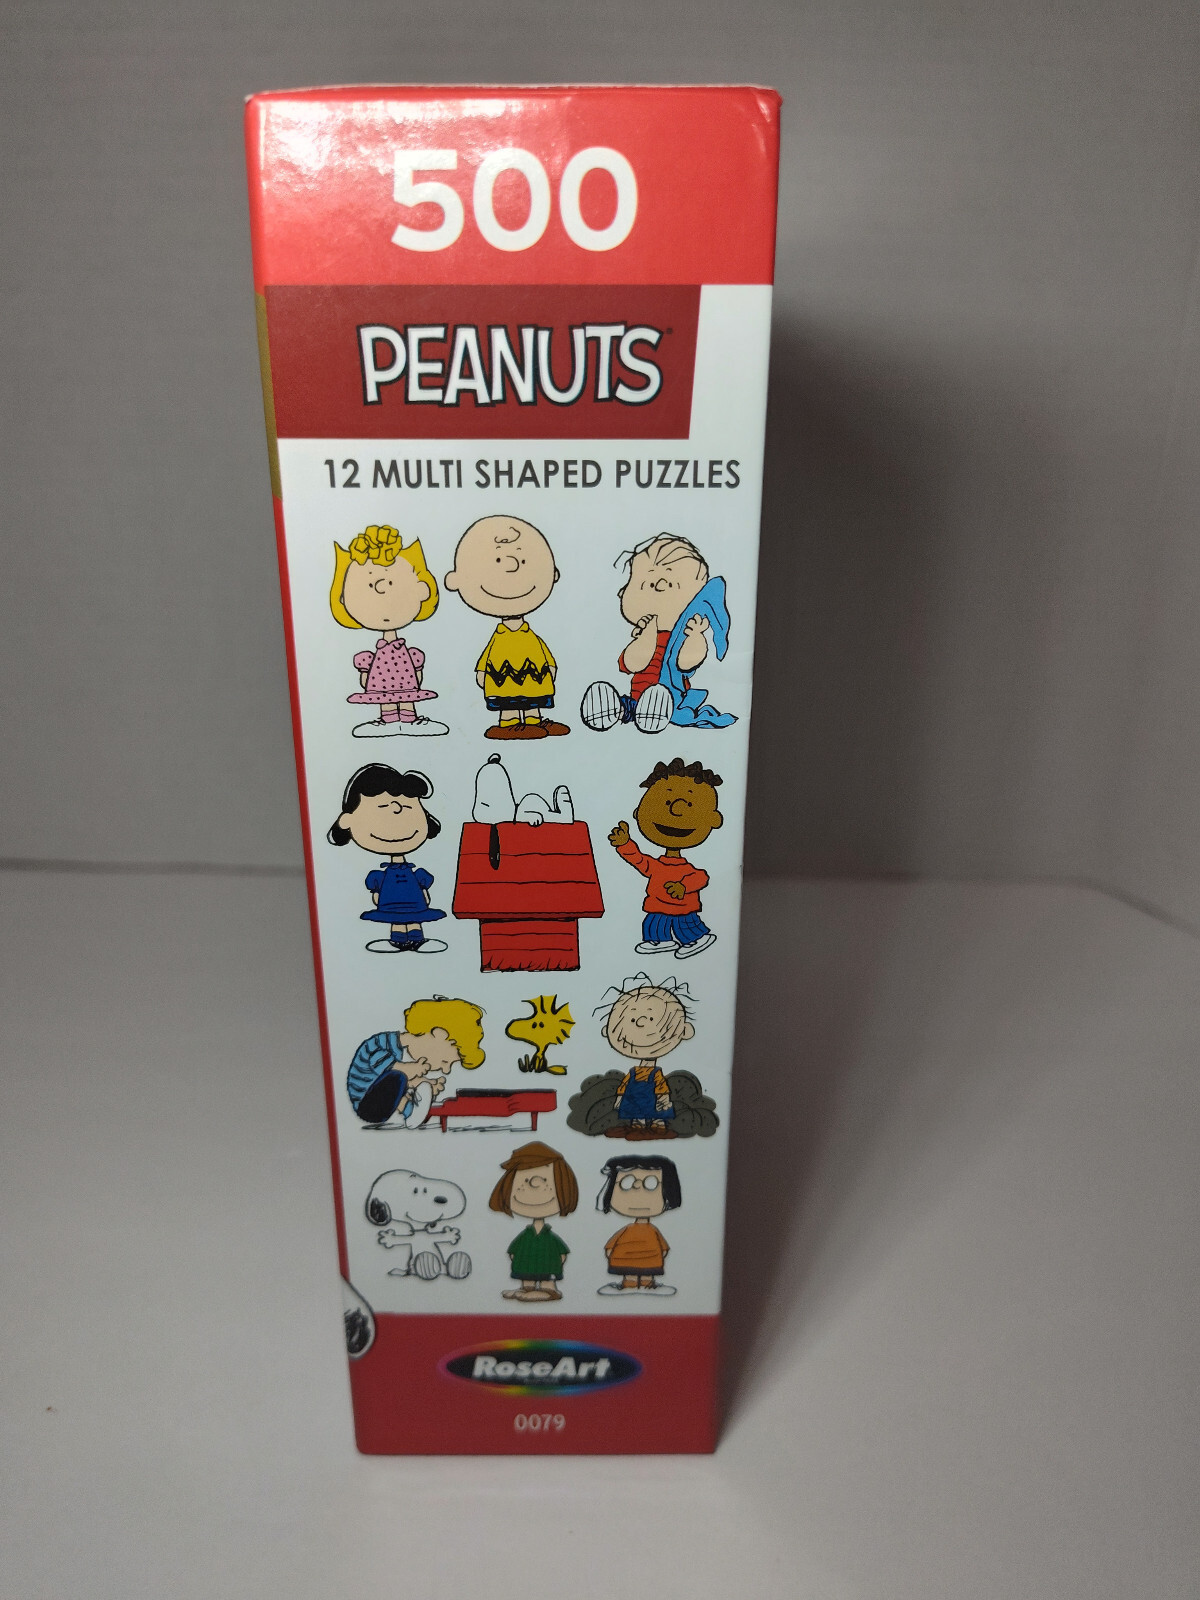 500
PEANUTS
12 MULTI SHAPED PUZZLES
RoseArt
0079